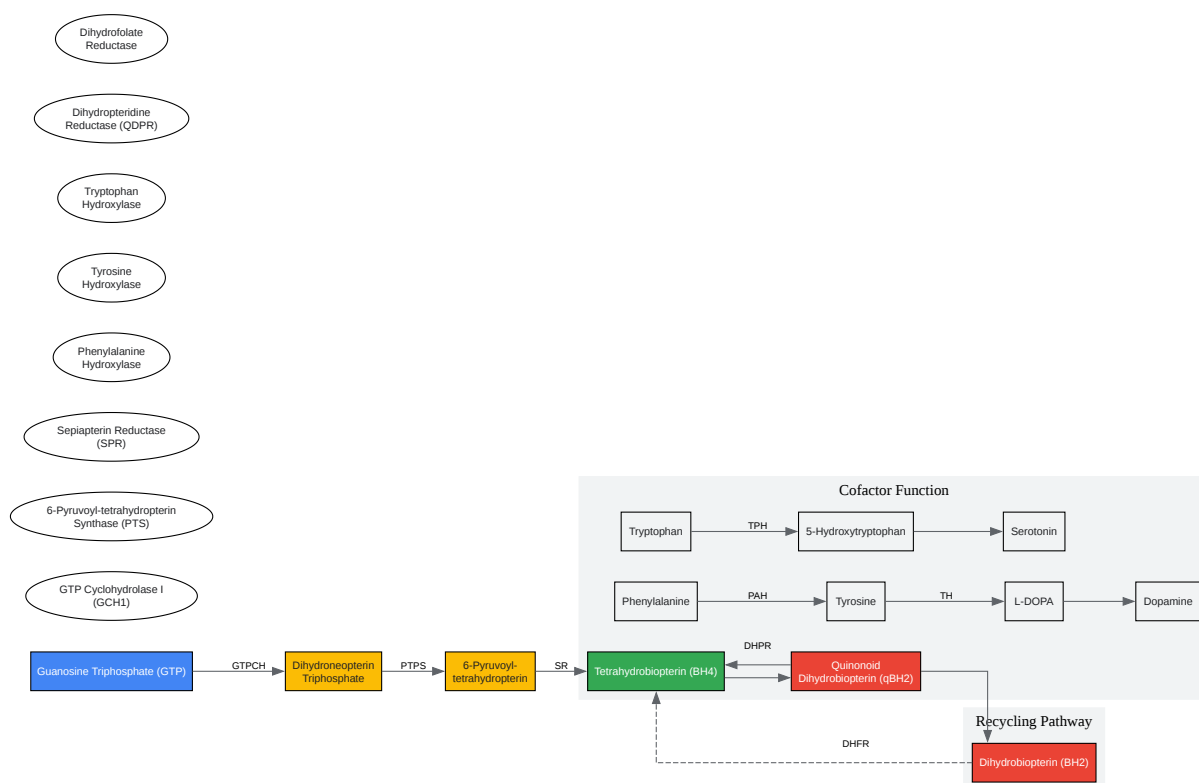 Dihydrofolate
Reductase
Dihydropteridine
Reductase (QDPR)
Tryptophan
Hydroxylase
Tyrosine
Hydroxylase
Phenylalanine
Hydroxylase
Sepiapterin Reductase
(SPR)
6-Pyruvoyl-tetrahydropterin
Synthase (PTS)
GTP Cyclohydrolase I
(GCH1)
Cofactor Function
Tryptophan
TPH
5-Hydroxytryptophan
Serotonin
Phenylalanine
PAH
Tyrosine
TH
L-DOPA
Dopamine
Guanosine Triphosphate (GTP)
GTPCH
Dihydroneopterin
Triphosphate
PTPS
6-Pyruvoyl-
tetrahydropterin
SR
Tetrahydrobiopterin (BH4)
DHPR
Quinonoid
Dihydrobiopterin (qBH2)
Recycling Pathway
DHFR
Dihydrobiopterin (BH2)